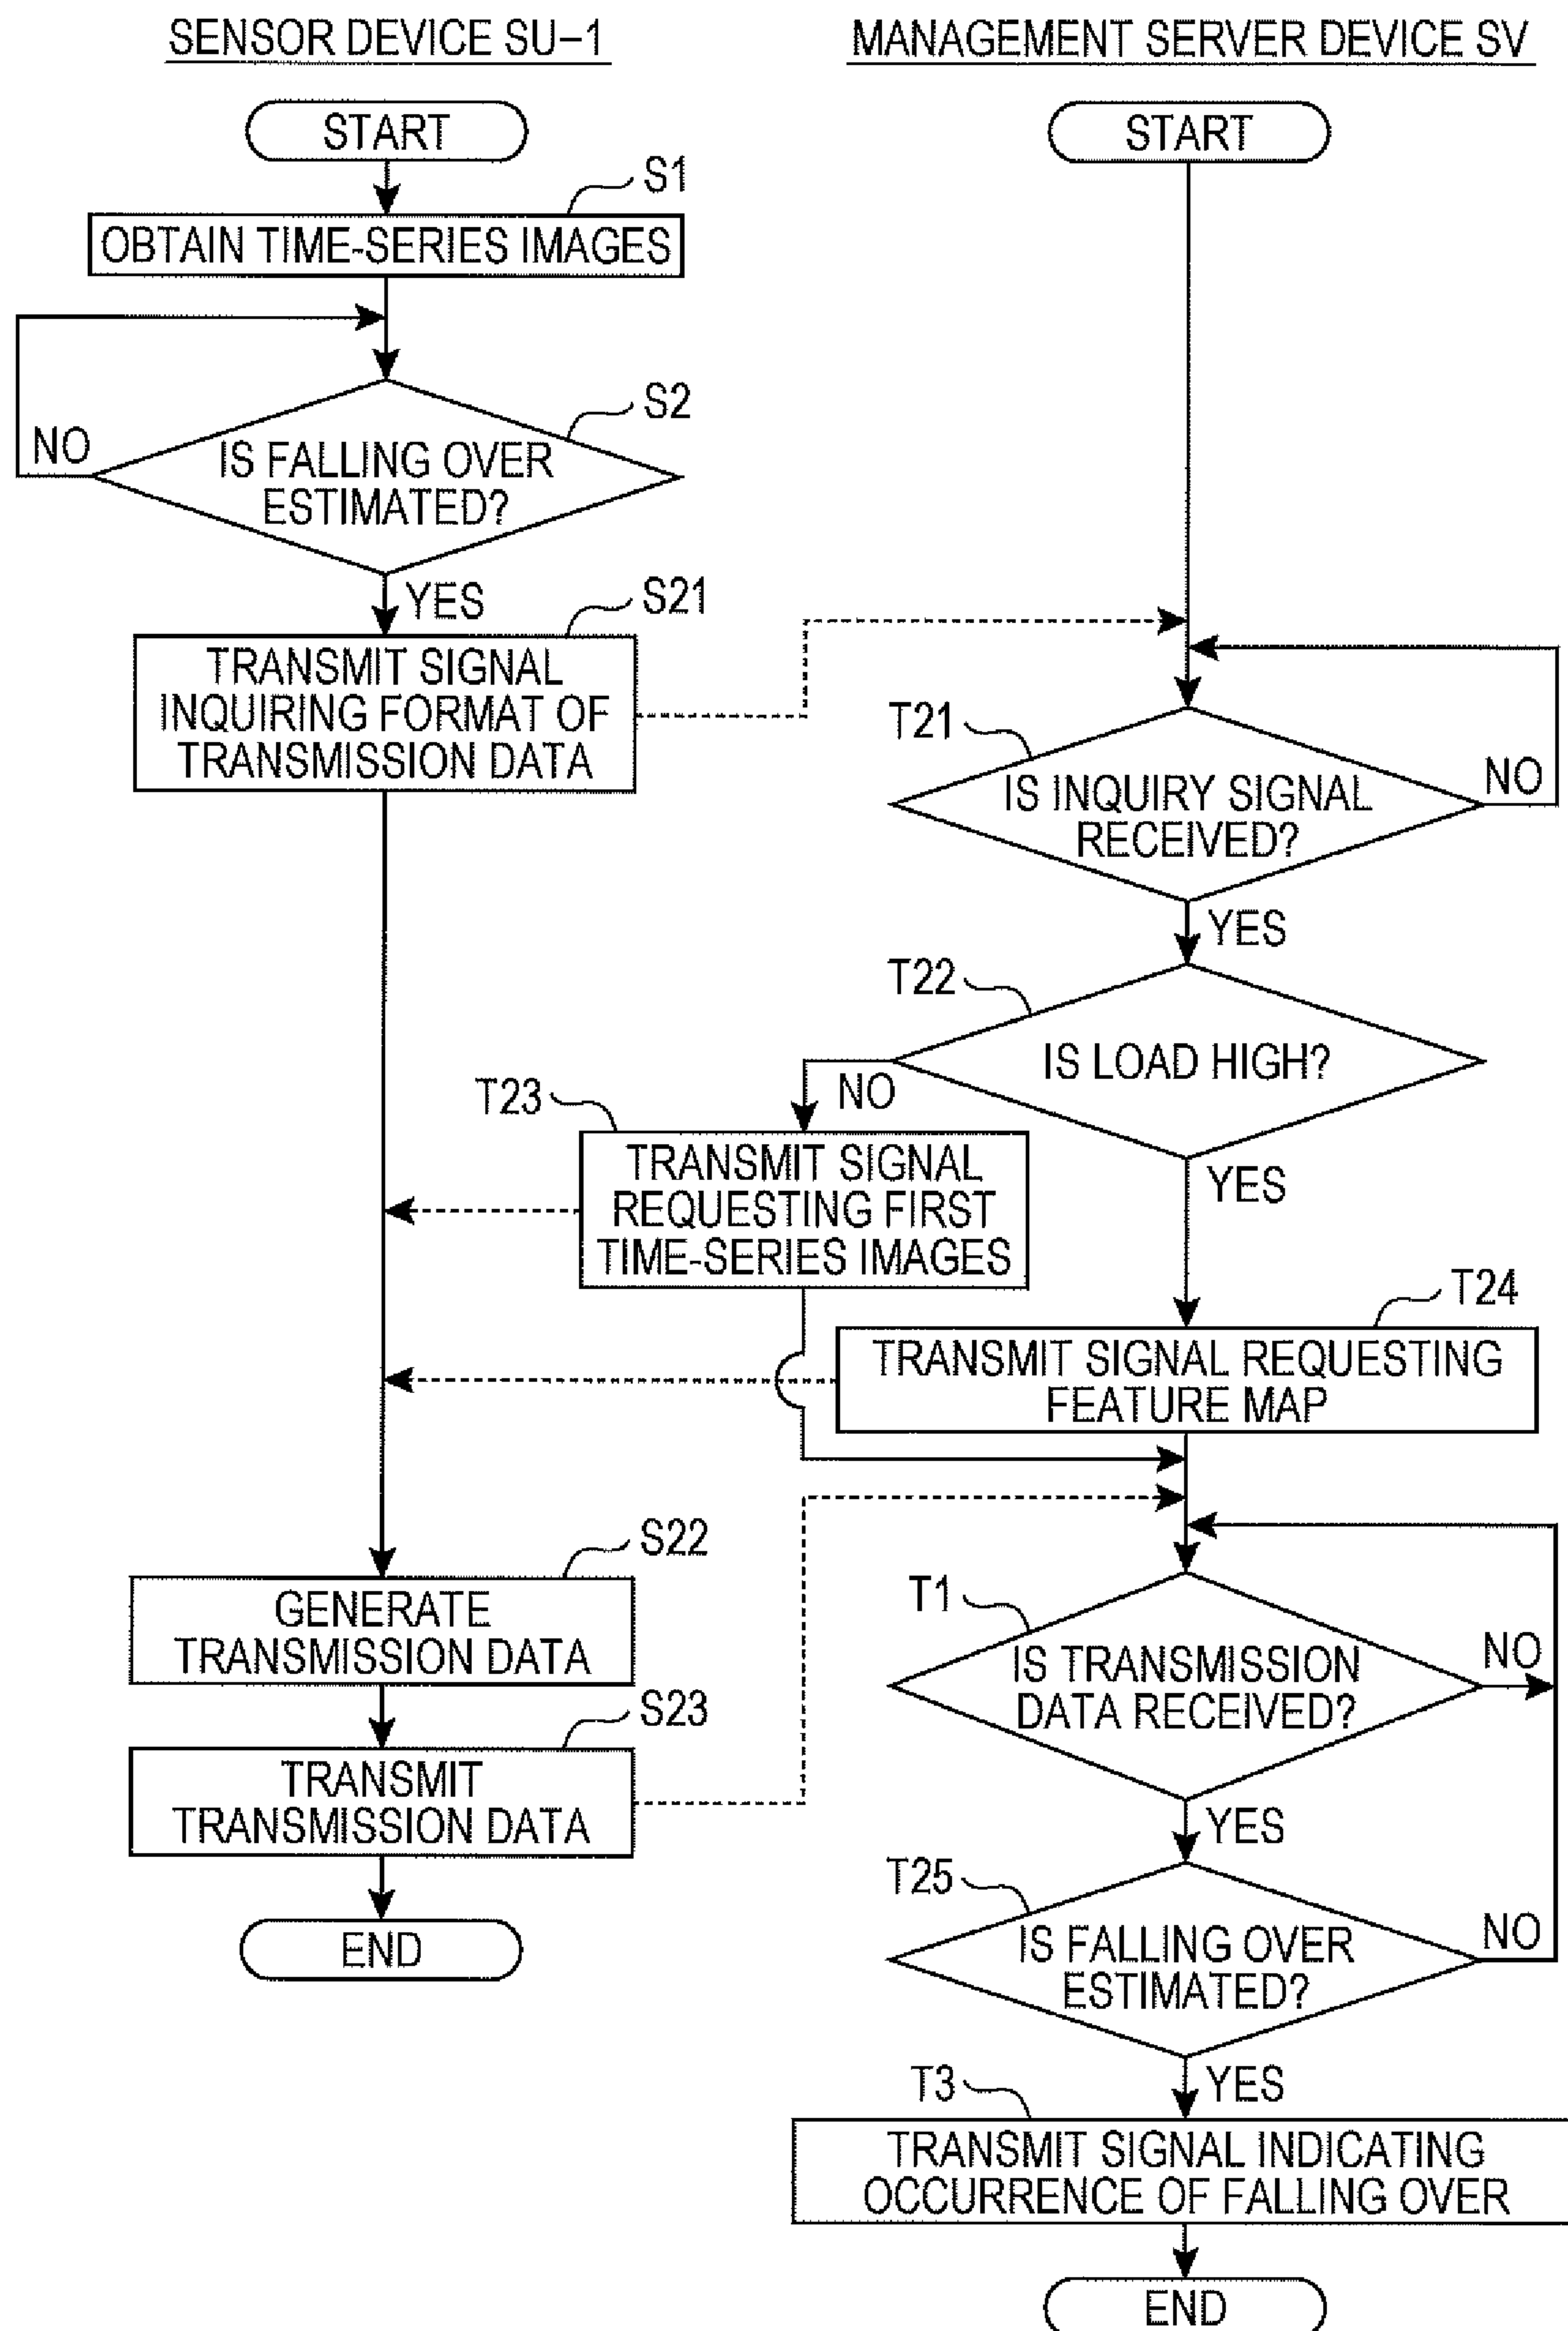 SENSOR DEVICE SU-1
START
S1
OBTAIN TIME-SERIES IMAGES
S2
NO
IS FALLING OVER
ESTIMATED?
YES
S21
TRANSMIT SIGNAL
INQUIRING FORMAT OF
TRANSMISSION DATA
S22
GENERATE
TRANSMISSION DATA
S23
TRANSMIT
TRANSMISSION DATA
END
MANAGEMENT SERVER DEVICE SV
START
T21
IS INQUIRY SIGNAL
RECEIVED?
NO
YES
T22
IS LOAD HIGH?
NO
T23
TRANSMIT SIGNAL
REQUESTING FIRST
TIME-SERIES IMAGES
YES
T24
TRANSMIT SIGNAL REQUESTING
FEATURE MAP
T1
IS TRANSMISSION
DATA RECEIVED?
NO
YES
T25
IS FALLING OVER
ESTIMATED?
NO
YES
T3
TRANSMIT SIGNAL INDICATING
OCCURRENCE OF FALLING OVER
END